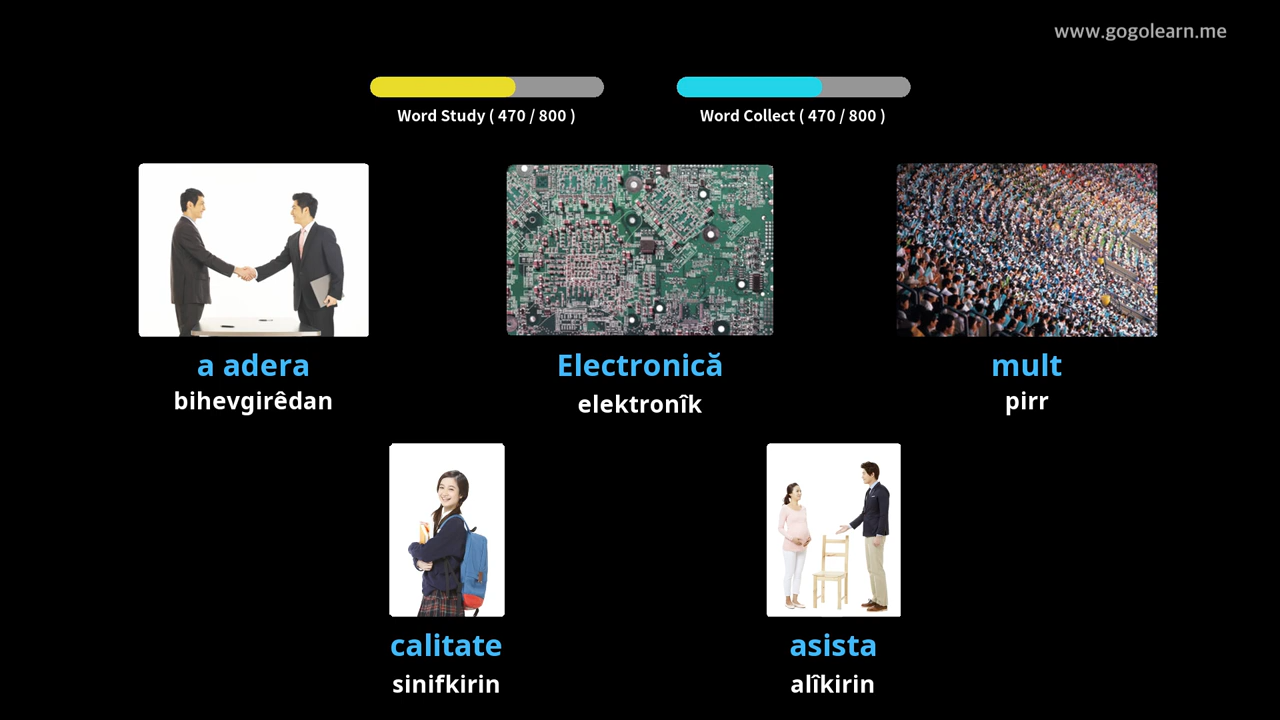 www.gogolearn.me
Word Study ( 470 / 800 )
Word Collect ( 470 / 800 )
a adera
bihevgirêdan
Electronică
elektronîk
mult
pirr
calitate
sinifkirin
asista
alîkirin